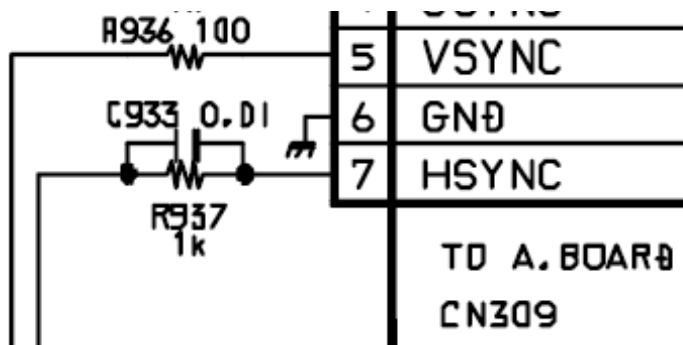 R936 100
5 VSYNC
C933 0.01
6 GND
7 HSYNC
R937
1k
TO A.BOARD
CN309